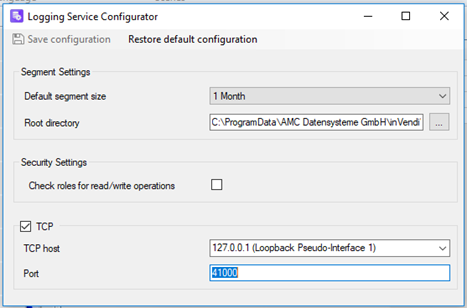 Logging Service Configurator
Save configuration Restore default configuration
Segment Settings
Default segment size 1 Month
Root directory C:\ProgramData\AMC Datensysteme GmbH\inVendi ...
Security Settings
Check roles for read/write operations
TCP
TCP host 127.0.0.1 (Loopback Pseudo-Interface 1)
Port 41000